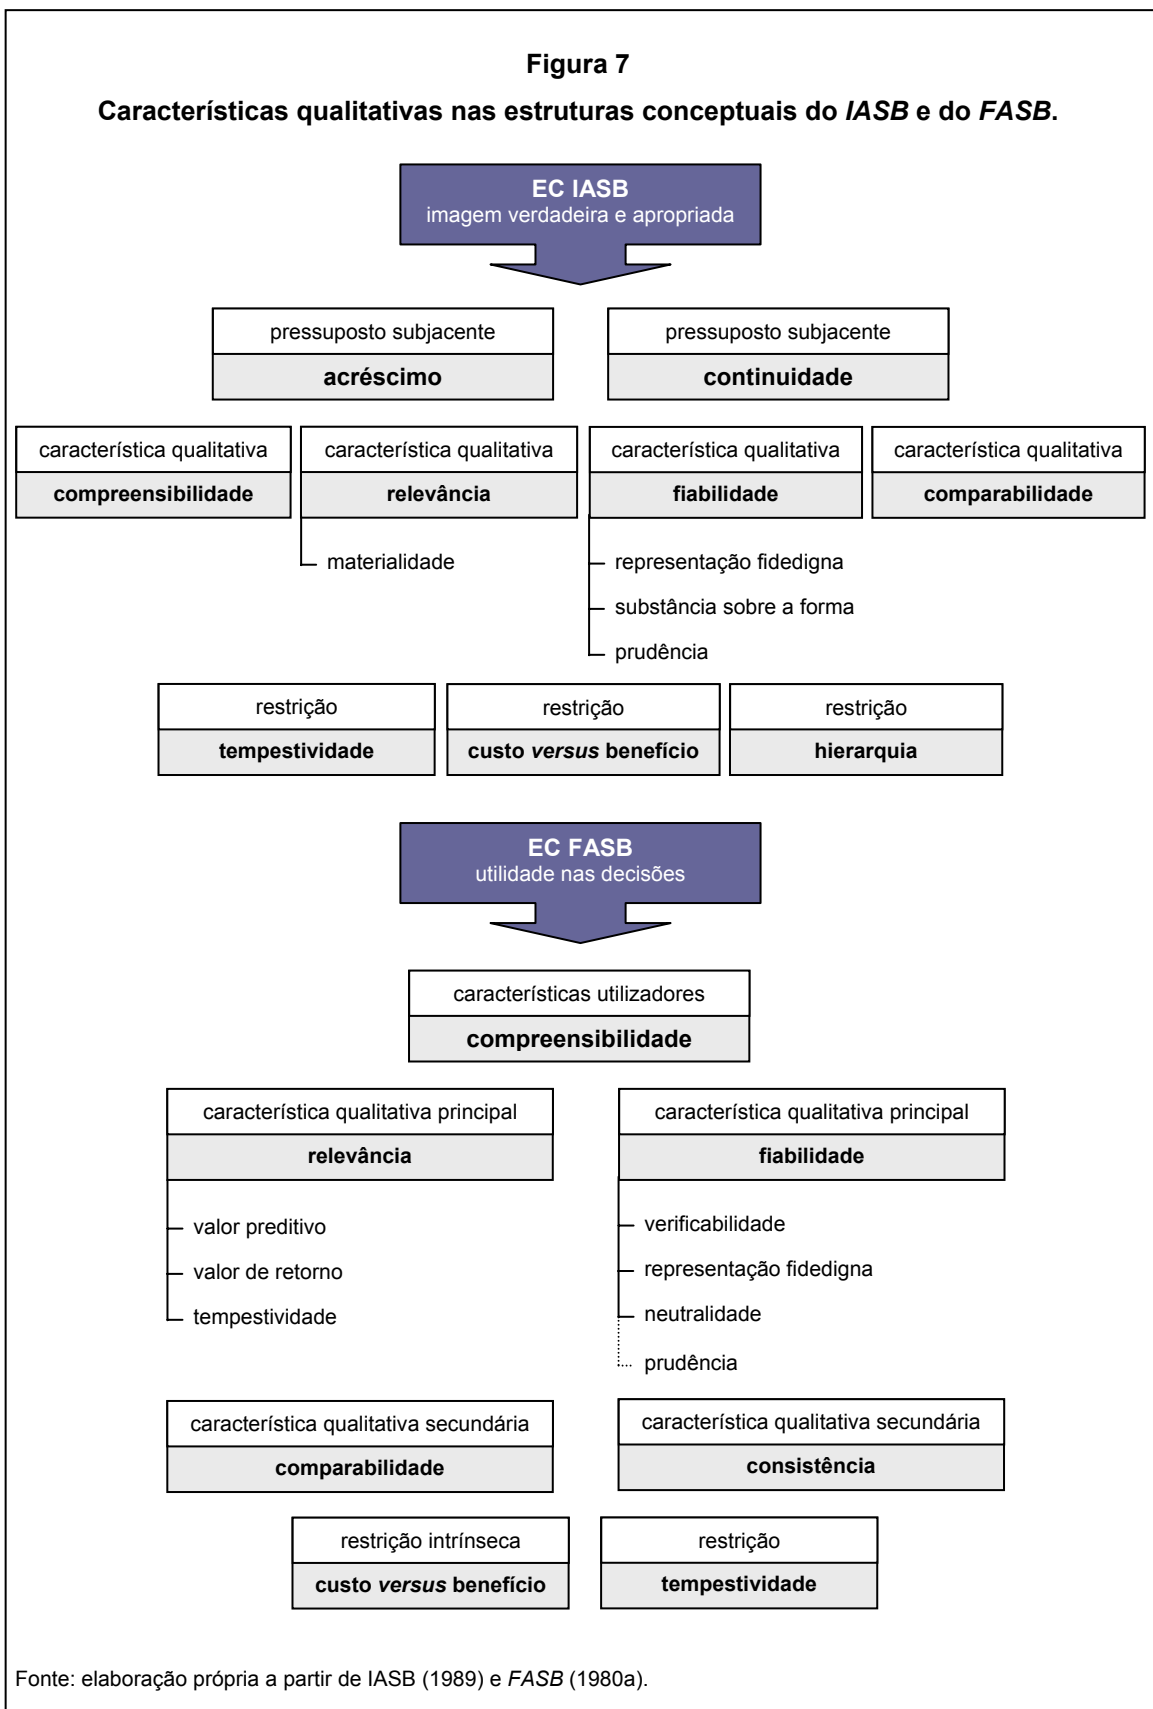 Figura 7
Características qualitativas nas estruturas conceptuais do IASB e do FASB.
EC IASB
imagem verdadeira e apropriada
pressuposto subjacente
acréscimo
pressuposto subjacente
continuidade
característica qualitativa
compreensibilidade
característica qualitativa
relevância
característica qualitativa
fiabilidade
característica qualitativa
comparabilidade
materialidade
representação fidedigna
substância sobre a forma
prudência
restrição
tempestividade
restrição
custo versus benefício
restrição
hierarquia
EC FASB
utilidade nas decisões
características utilizadores
compreensibilidade
característica qualitativa principal
relevância
valor preditivo
valor de retorno
tempestividade
característica qualitativa principal
fiabilidade
verificabilidade
representação fidedigna
neutralidade
prudência
característica qualitativa secundária
comparabilidade
característica qualitativa secundária
consistência
restrição intrínseca
custo versus benefício
restrição
tempestividade
Fonte: elaboração própria a partir de IASB (1989) e FASB (1980a).